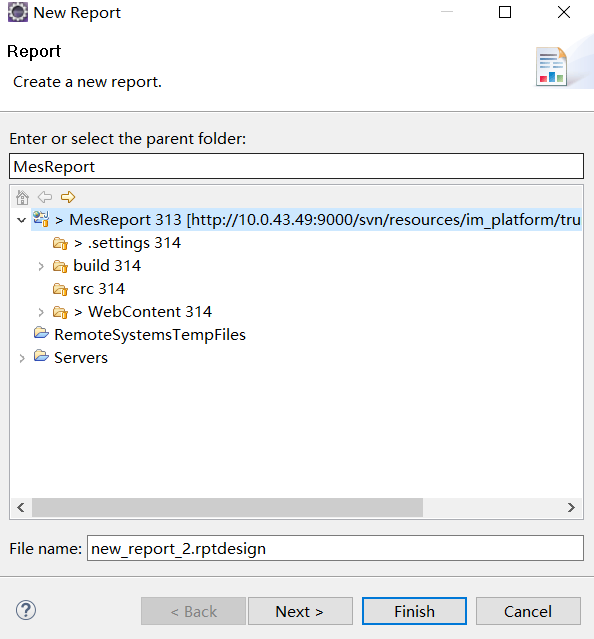 New Report
Report
Create a new report.
Enter or select the parent folder:
MesReport
> MesReport 313 [http://10.0.43.49:9000/svn/resources/im_platform/tru
> .settings 314
build 314
src 314
> WebContent 314
RemoteSystemsTempFiles
Servers
File name: new_report_2.rptdesign
< Back Next > Finish Cancel